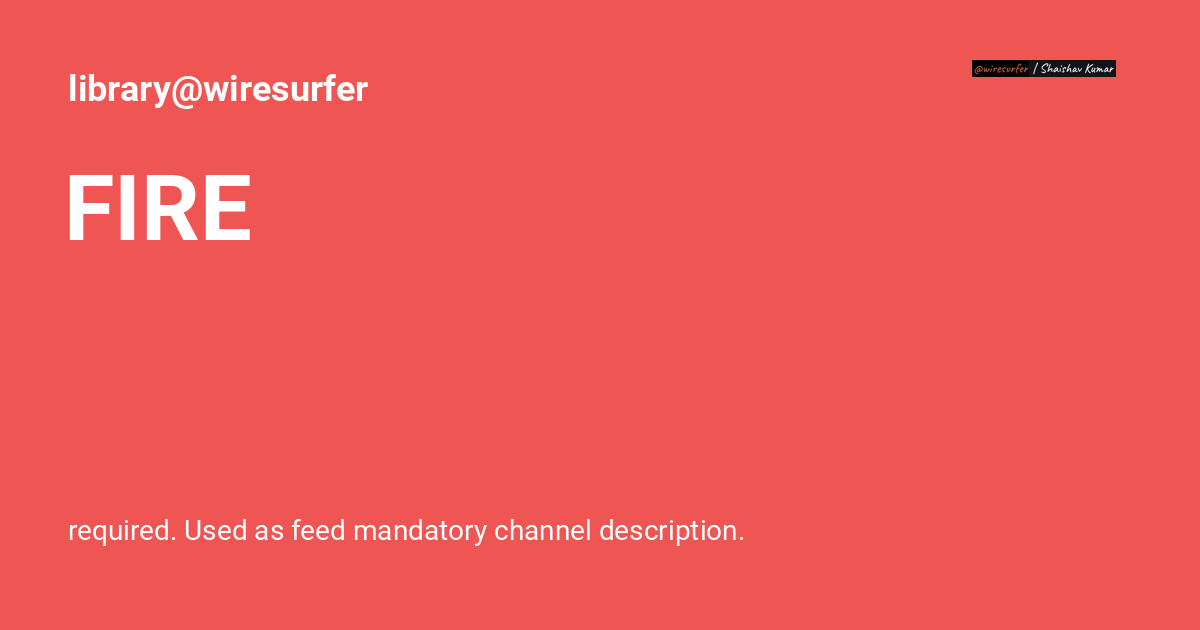 library@wiresurfer
@wiresurfer | Shaishav Kumar
FIRE
required. Used as feed mandatory channel description.